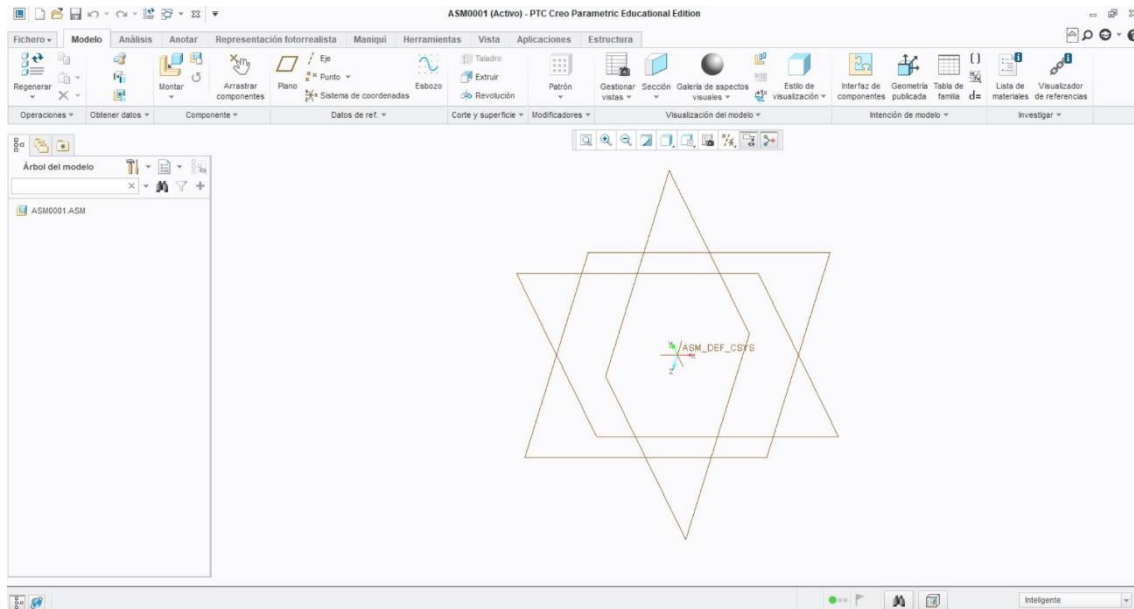 ASM0001 (Activo) - PTC Creo Parametric Educational Edition
Fichero Modelo Análisis Anotar Representación fotorrealista Maniquí Herramientas Vista Aplicaciones Estructura
Regenerar
Montar
Arrastrar componentes
Plano
Eje
Punto
Sistema de coordenadas
Esbozo
Taladro
Extruir
Revolución
Patrón
Gestionar vistas
Sección
Galería de aspectos visuales
Estilo de visualización
Interfaz de componentes
Geometría publicada
Tabla de familia
d=
Lista de materiales
Visualizador de referencias
Operaciones Obtener datos Componente Datos de ref. Corte y superficie Modificadores Visualización del modelo Intención de modelo Investigar
Árbol del modelo
ASM0001.ASM
ASM_DEF_CSYS
X
Z
Inteligente